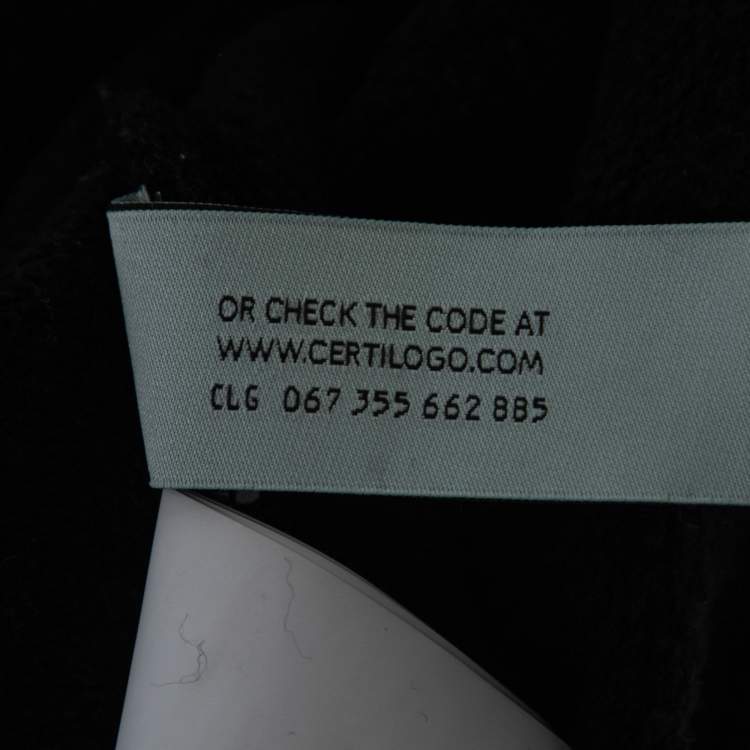 OR CHECK THE CODE AT
WWW.CERTILOGO.COM
CLG 067 355 662 885